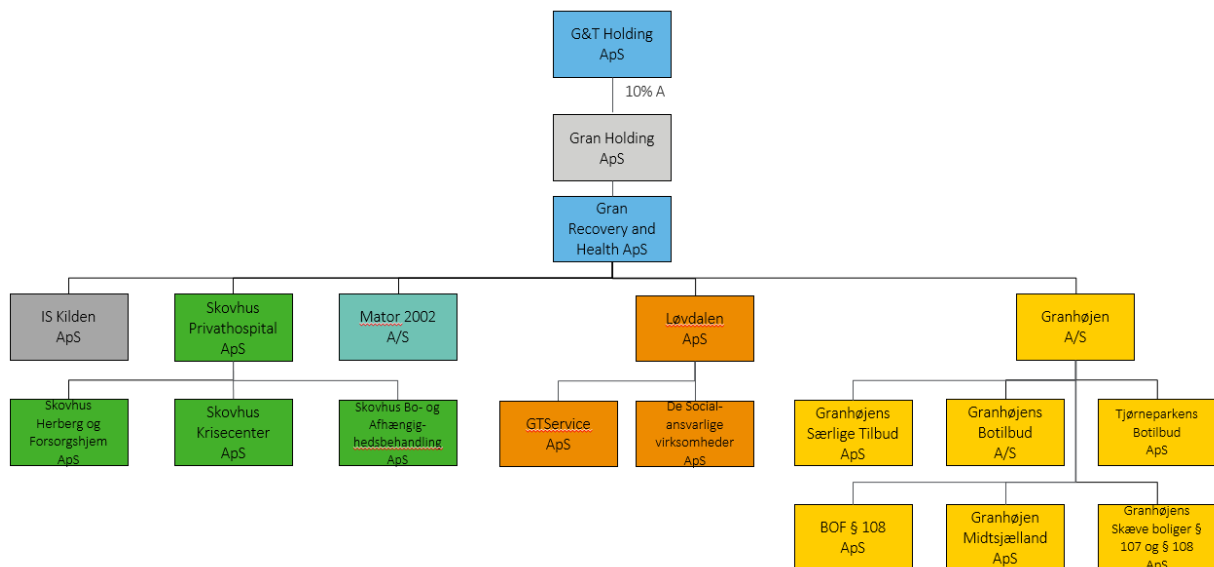 G&T Holding
ApS
10% A
Gran Holding
ApS
Gran
Recovery and
Health ApS
IS Kilden
ApS
Skovhus
Privathospital
ApS
Mator 2002
A/S
Løvdalen
ApS
Granhøjen
A/S
Skovhus
Herberg og
Forsorgshjem
ApS
Skovhus
Krisecenter
ApS
Skovhus Bo- og
Afhængig-
hedsbehandling
ApS
GTService
ApS
De Social-
ansvarlige
virksomheder
ApS
Granhøjens
Særlige Tilbud
ApS
Granhøjens
Botilbud
A/S
Tjørneparkens
Botilbud
ApS
BOF § 108
ApS
Granhøjen
Midtsjælland
ApS
Granhøjens
Skæve boliger §
107 og § 108
ApS